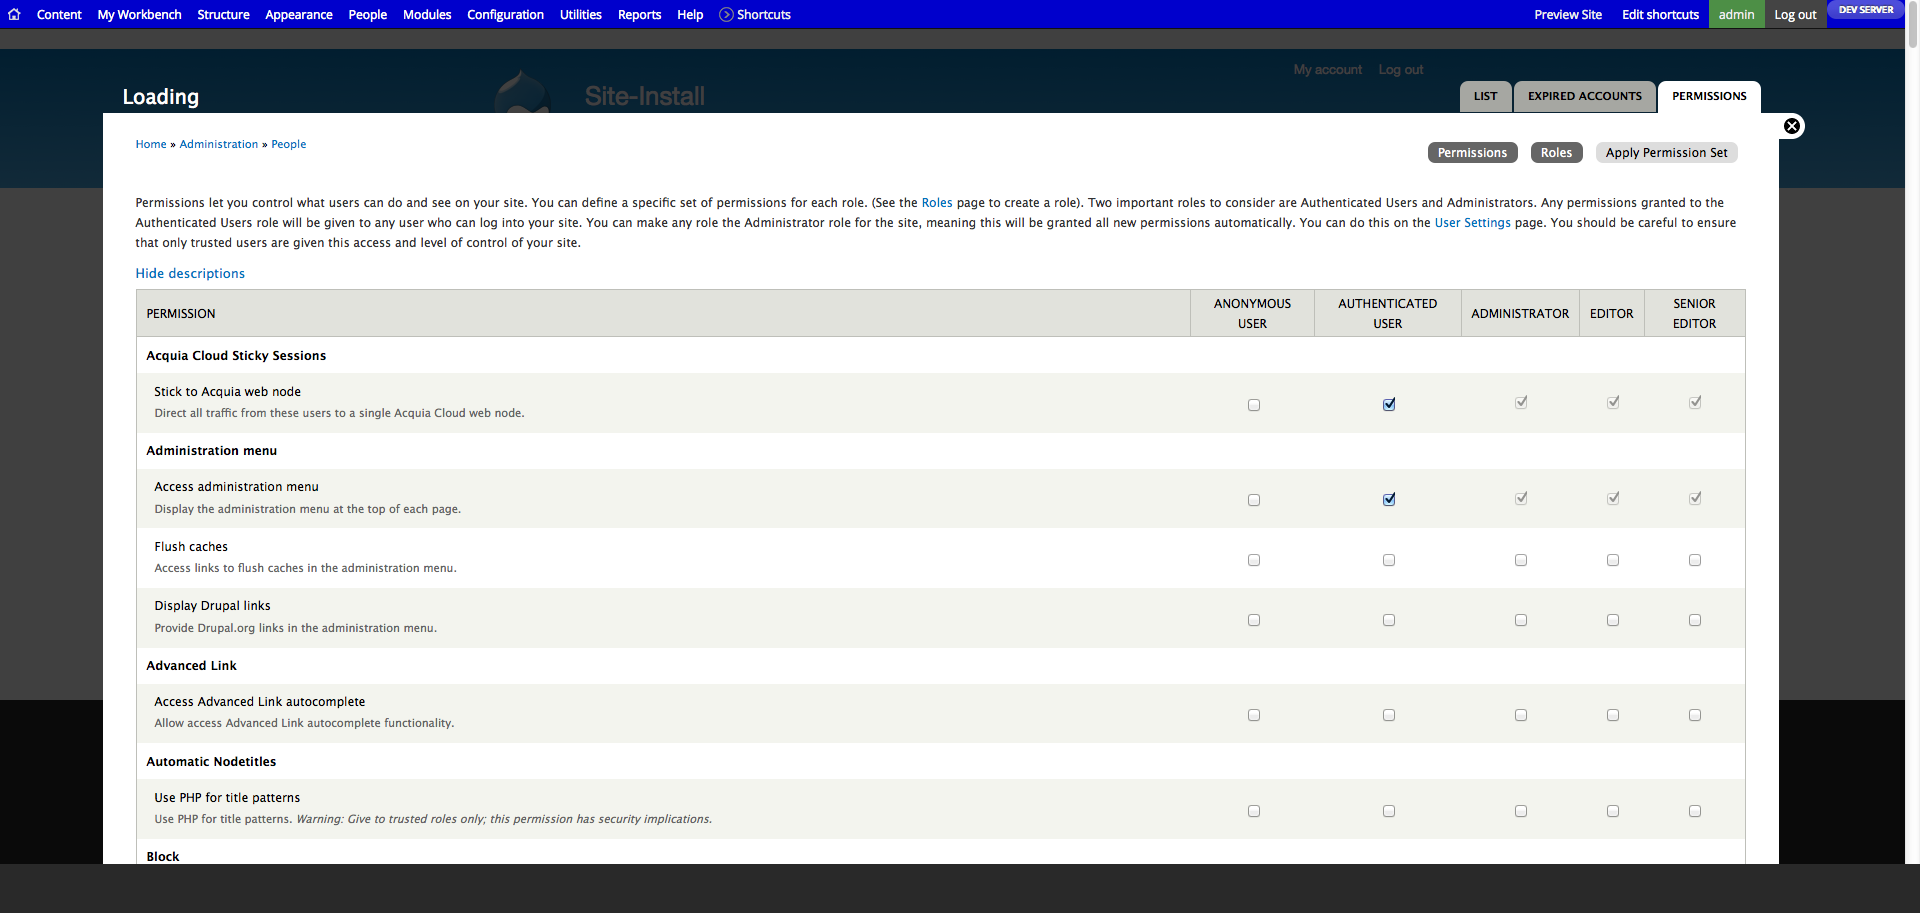 Content My Workbench Structure Appearance People Modules Configuration Utilities Reports Help Shortcuts Preview Site Edit shortcuts admin Log out DEV SERVER
My account Log out
Loading Site-Install LIST EXPIRED ACCOUNTS PERMISSIONS
Home » Administration » People
Permissions Roles Apply Permission Set
Permissions let you control what users can do and see on your site. You can define a specific set of permissions for each role. (See the Roles page to create a role). Two important roles to consider are Authenticated Users and Administrators. Any permissions granted to the
Authenticated Users role will be given to any user who can log into your site. You can make any role the Administrator role for the site, meaning this will be granted all new permissions automatically. You can do this on the User Settings page. You should be careful to ensure
that only trusted users are given this access and level of control of your site.
Hide descriptions
PERMISSION ANONYMOUS USER AUTHENTICATED USER ADMINISTRATOR EDITOR SENIOR EDITOR
Acquia Cloud Sticky Sessions
Stick to Acquia web node
Direct all traffic from these users to a single Acquia Cloud web node.
Administration menu
Access administration menu
Display the administration menu at the top of each page.
Flush caches
Access links to flush caches in the administration menu.
Display Drupal links
Provide Drupal.org links in the administration menu.
Advanced Link
Access Advanced Link autocomplete
Allow access Advanced Link autocomplete functionality.
Automatic Nodetitles
Use PHP for title patterns
Use PHP for title patterns. Warning: Give to trusted roles only; this permission has security implications.
Block